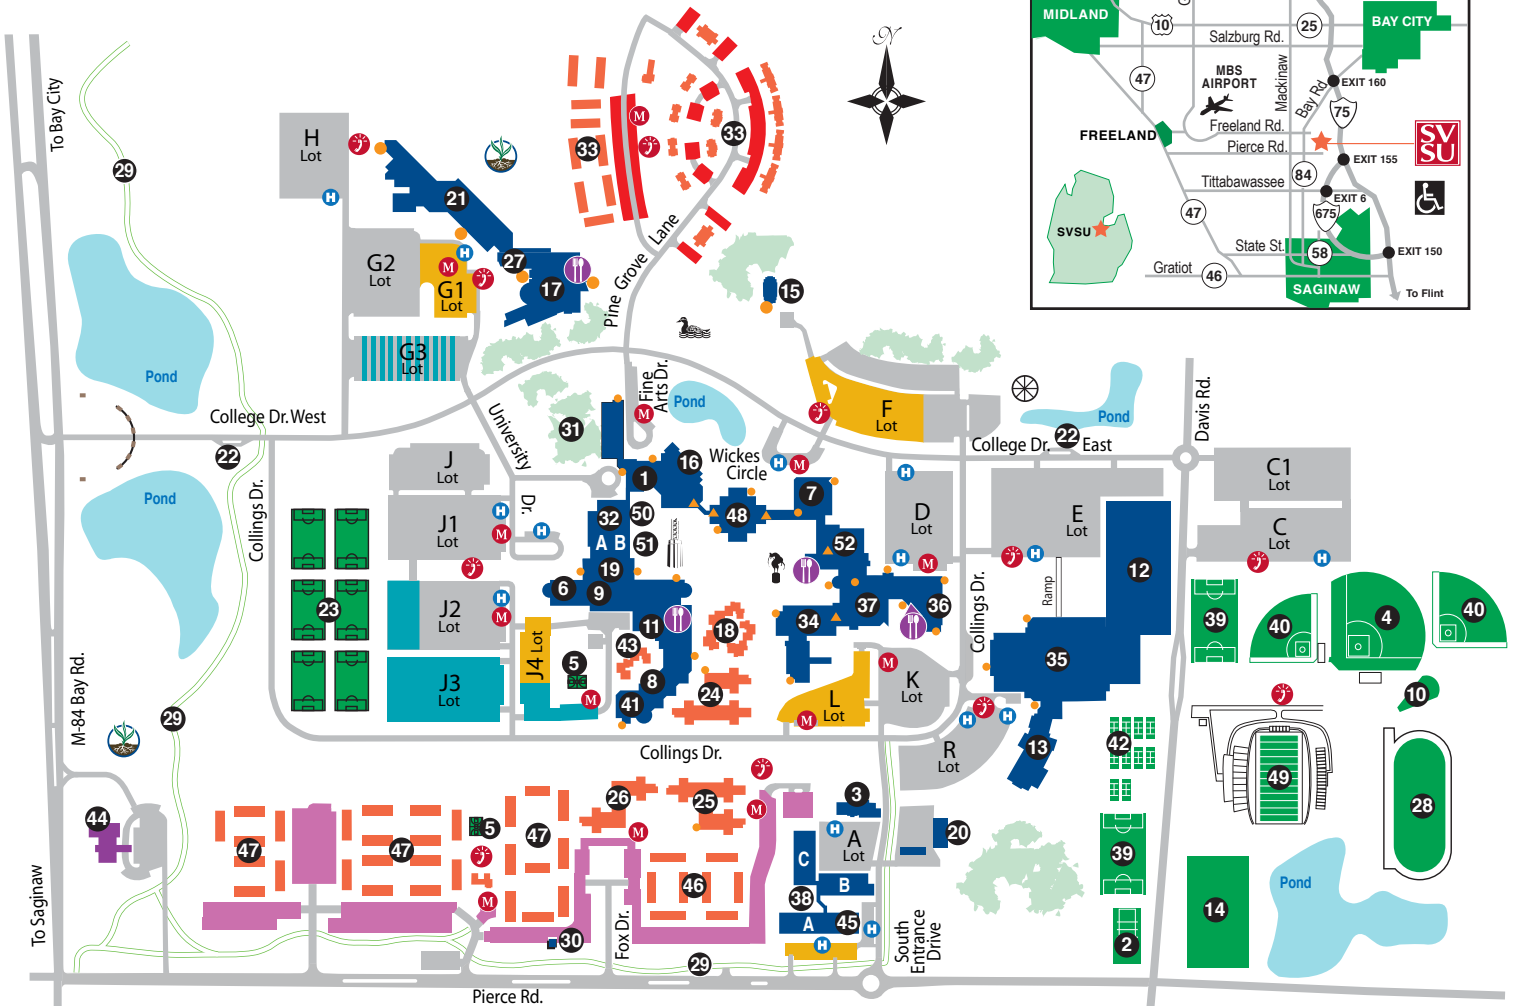 MIDLAND
10
G
25
BAY CITY
Salzburg Rd.
47
MBS
AIRPORT
Mackinaw
Bay Rd.
EXIT 160
75
FREELAND
Freeland Rd.
Pierce Rd.
SV
SU
EXIT 155
84
Tittabawassee
EXIT 6
47
675
SVSU
State St.
58
EXIT 150
Gratiot
46
SAGINAW
To Flint
N
To Bay City
29
H
Lot
H
21
33
M
33
Pine Grove Lane
G2
Lot
H
M
G1
Lot
27
17
15
G3
Lot
Pond
College Dr. West
22
University
Dr.
31
Fine
Arts Dr.
M
Pond
F
Lot
Pond
College Dr.
22
East
Davis Rd.
Wickes
Circle
H
M
Pond
Collings Dr.
J
Lot
J1
Lot
H
M
H
J2
Lot
H
M
J3
Lot
J4 Lot
23
1
16
32
50
A B
51
48
7
52
19
6
9
11
37
36
34
18
43
5
8
41
24
M
H
D
Lot
H
M
E
Lot
H
Ramp
12
C1
Lot
C
Lot
H
Collings Dr.
39
40
4
40
10
35
M
K
Lot
L
Lot
M
H
H
R
Lot
13
42
49
28
M-84 Bay Rd.
29
Collings Dr.
44
47
47
5
M
47
26
25
M
M
46
3
H
A
Lot
20
C
B
38
A
45
H
H
30
Fox Dr.
29
South
Entrance
Drive
39
2
14
Pond
To Saginaw
Pierce Rd.